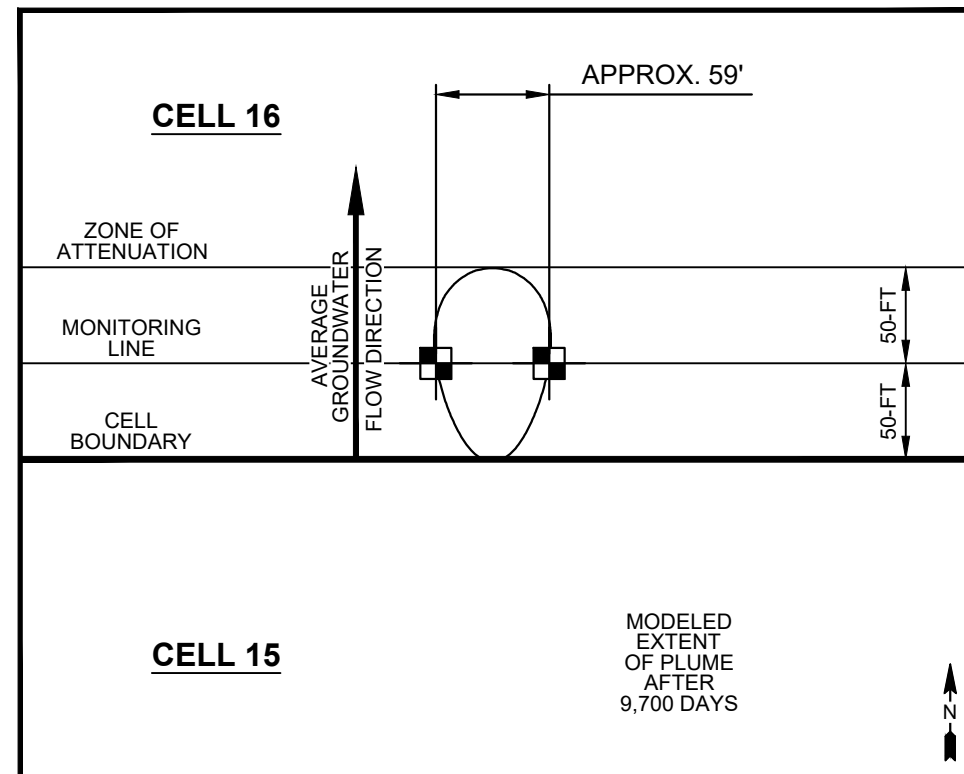 APPROX. 59'
CELL 16
ZONE OF
ATTENUATION
AVERAGE
GROUNDWATER
FLOW DIRECTION
MONITORING
LINE
50-FT
CELL
BOUNDARY
50-FT
CELL 15
MODELED
EXTENT
OF PLUME
AFTER
9,700 DAYS
N